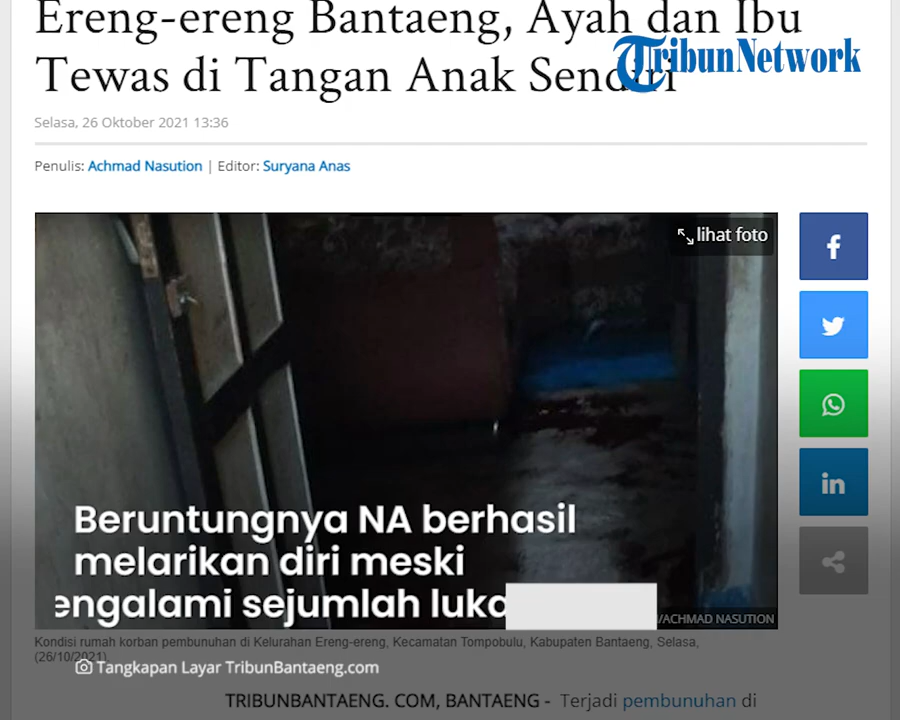 Ereng-ereng Bantaeng, Ayah dan Ibu
Tewas di Tangan Anak Sendiri
TribunNetwork
Selasa, 26 Oktober 2021 13:36
Penulis: Achmad Nasution | Editor: Suryana Anas
lihat foto
Beruntungnya NA berhasil
melarikan diri meski
engalami sejumlah luka
/ACHMAD NASUTION
Kondisi rumah korban pembunuhan di Kelurahan Ereng-ereng, Kecamatan Tompobulu, Kabupaten Bantaeng, Selasa,
(26/10/2021)
Tangkapan Layar TribunBantaeng.com
TRIBUNBANTAENG. COM, BANTAENG - Terjadi pembunuhan di